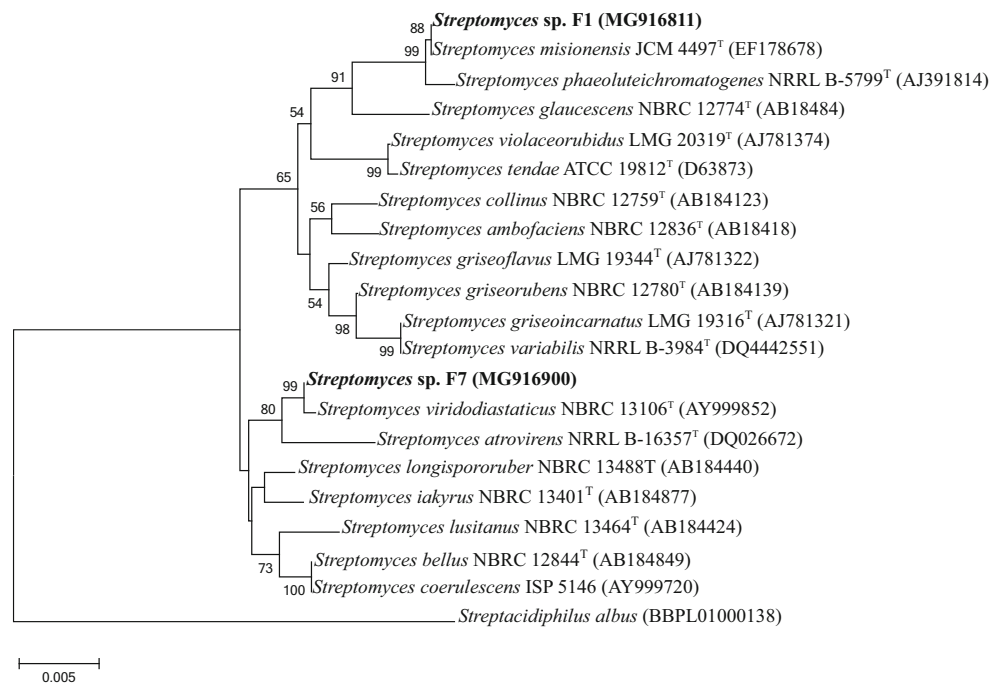 Streptomyces sp. F1 (MG916811)
88
Streptomyces misionensis JCM 4497ᵀ (EF178678)
99
Streptomyces phaeoluteichromatogenes NRRL B-5799ᵀ (AJ391814)
91
Streptomyces glaucescens NBRC 12774ᵀ (AB18484)
54
Streptomyces violaceorubidus LMG 20319ᵀ (AJ781374)
99
Streptomyces tendae ATCC 19812ᵀ (D63873)
65
Streptomyces collinus NBRC 12759ᵀ (AB184123)
56
Streptomyces ambofaciens NBRC 12836ᵀ (AB18418)
Streptomyces griseoflavus LMG 19344ᵀ (AJ781322)
54
Streptomyces griseorubens NBRC 12780ᵀ (AB184139)
98
Streptomyces griseoincarnatus LMG 19316ᵀ (AJ781321)
99
Streptomyces variabilis NRRL B-3984ᵀ (DQ4442551)
Streptomyces sp. F7 (MG916900)
99
Streptomyces viridodiastaticus NBRC 13106ᵀ (AY999852)
80
Streptomyces atrovirens NRRL B-16357ᵀ (DQ026672)
Streptomyces longispororuber NBRC 13488T (AB184440)
Streptomyces iakyrus NBRC 13401ᵀ (AB184877)
Streptomyces lusitanus NBRC 13464ᵀ (AB184424)
73
Streptomyces bellus NBRC 12844ᵀ (AB184849)
100
Streptomyces coerulescens ISP 5146 (AY999720)
Streptacidiphilus albus (BBPL01000138)
0.005